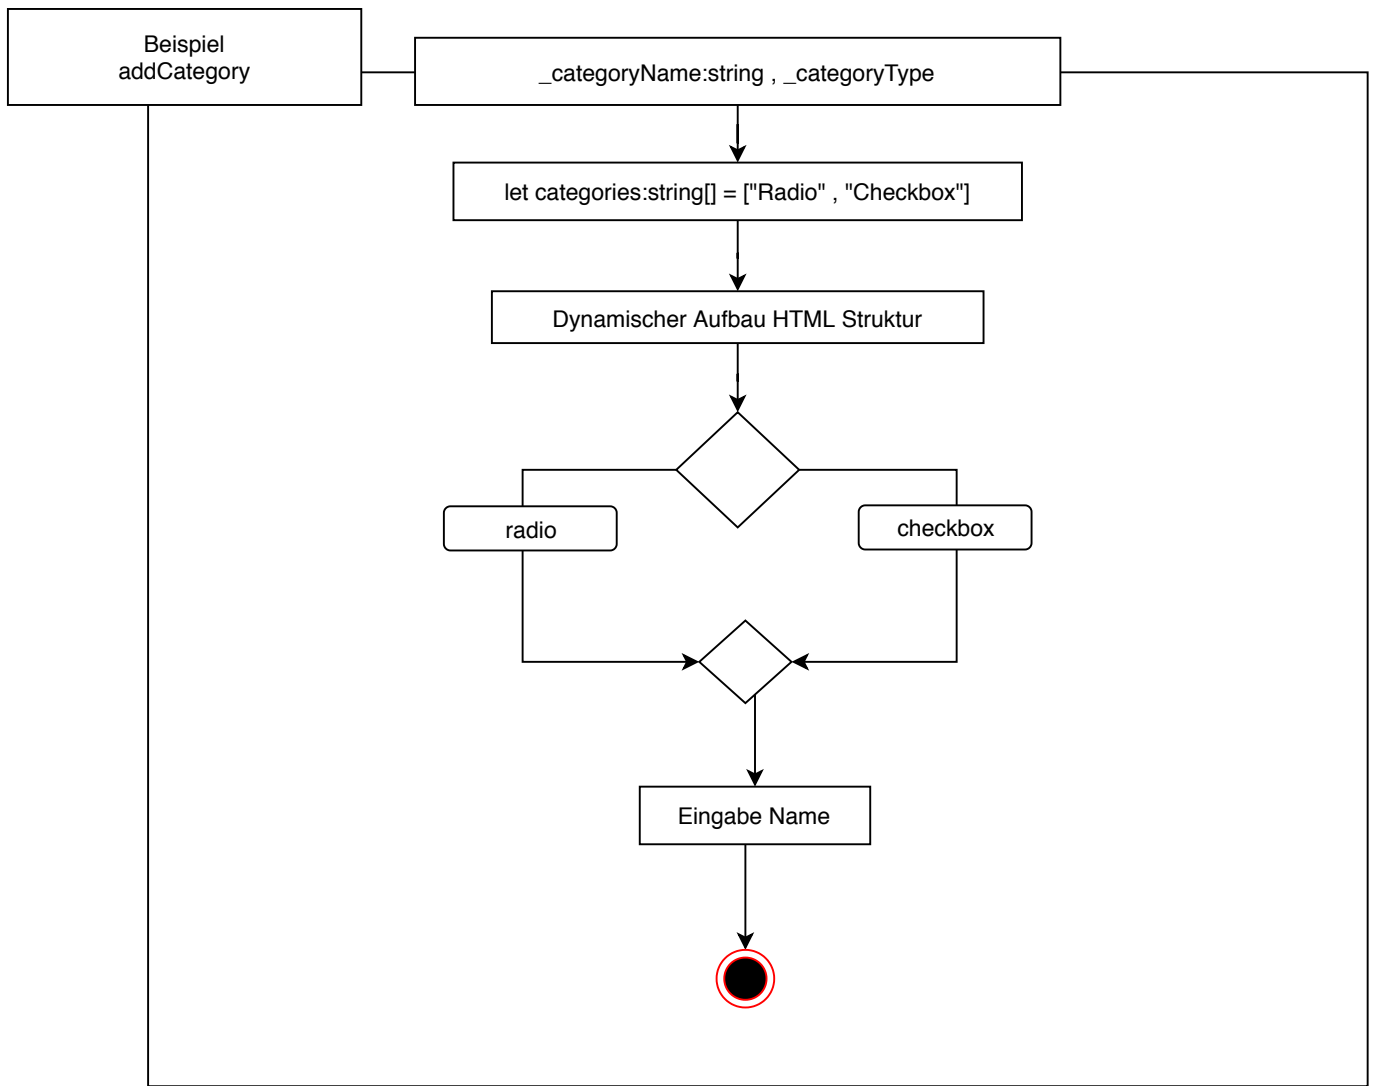 Beispiel
addCategory
_categoryName:string , _categoryType
let categories:string[] = ["Radio" , "Checkbox"]
Dynamischer Aufbau HTML Struktur
radio
checkbox
Eingabe Name